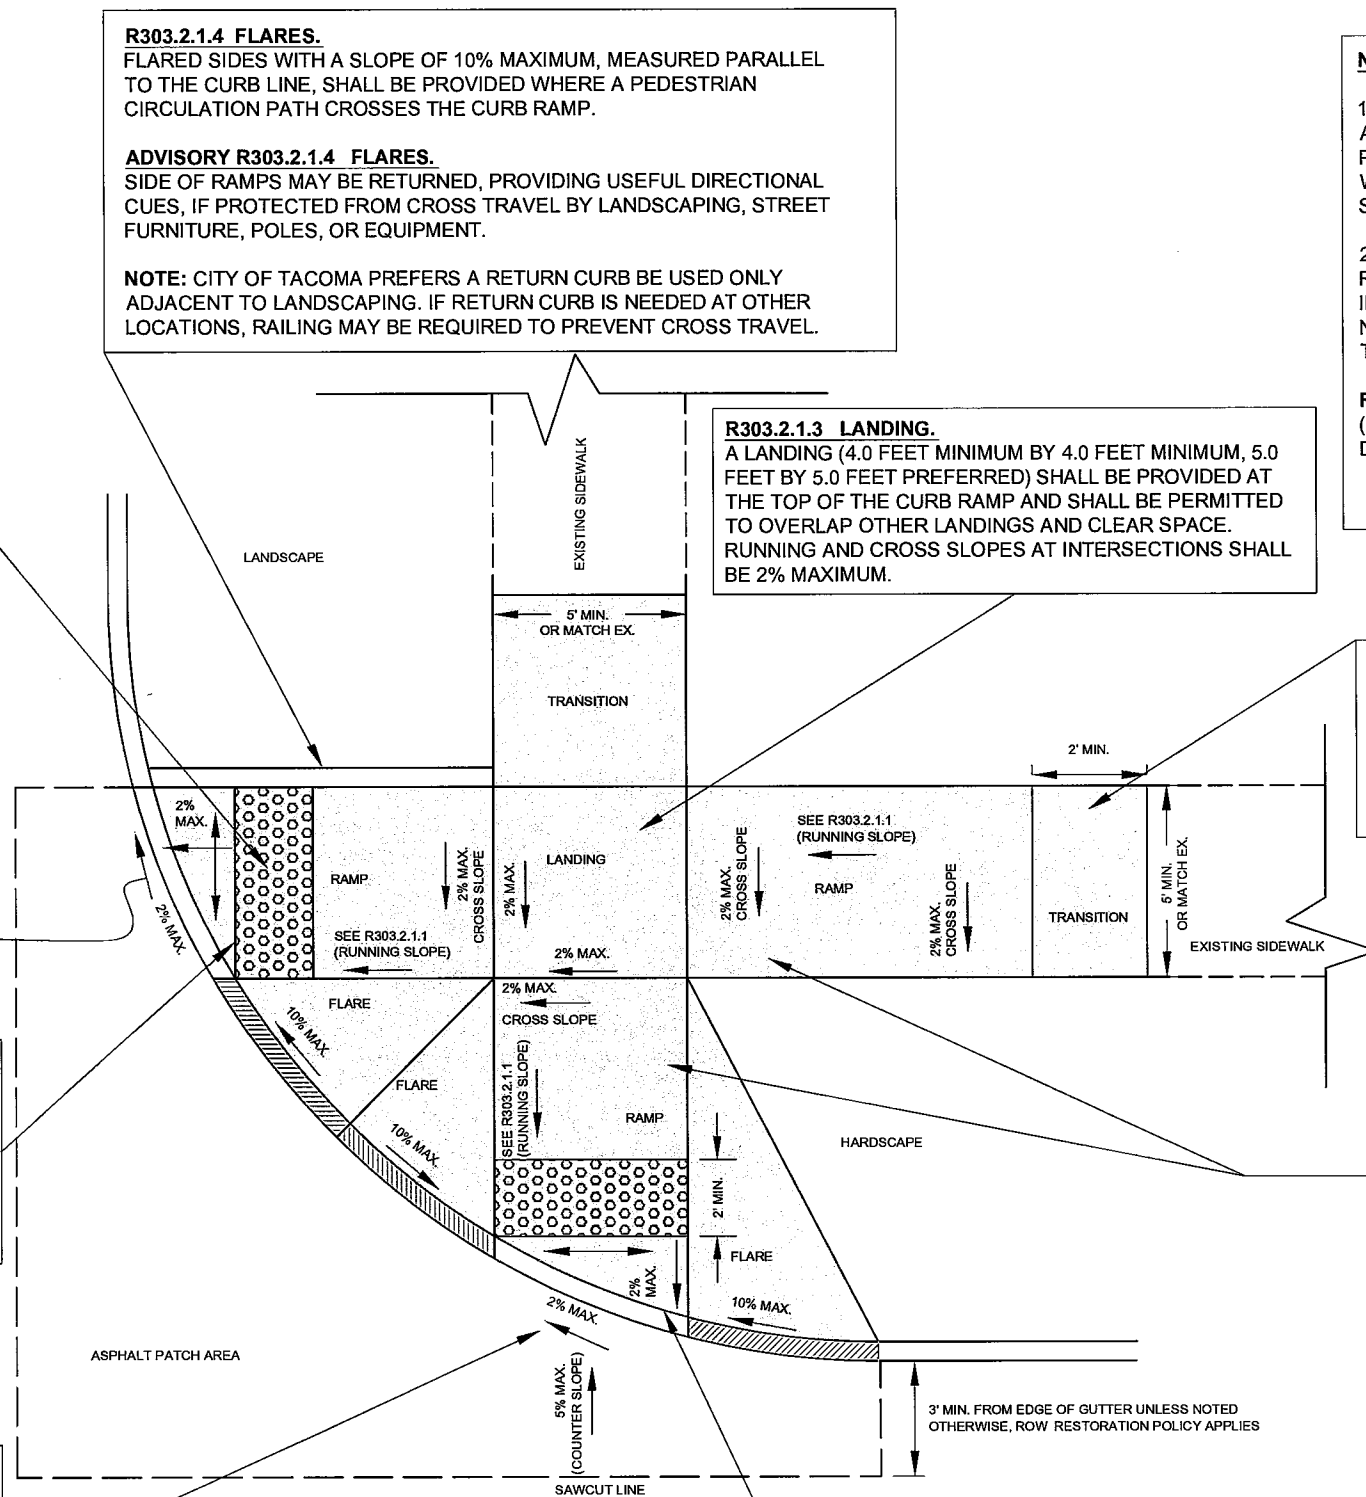 R303.2.1.4 FLARES.
FLARED SIDES WITH A SLOPE OF 10% MAXIMUM, MEASURED PARALLEL
TO THE CURB LINE, SHALL BE PROVIDED WHERE A PEDESTRIAN
CIRCULATION PATH CROSSES THE CURB RAMP.
ADVISORY R303.2.1.4 FLARES.
SIDE OF RAMPS MAY BE RETURNED, PROVIDING USEFUL DIRECTIONAL
CUES, IF PROTECTED FROM CROSS TRAVEL BY LANDSCAPING, STREET
FURNITURE, POLES, OR EQUIPMENT.
NOTE: CITY OF TACOMA PREFERS A RETURN CURB BE USED ONLY
ADJACENT TO LANDSCAPING. IF RETURN CURB IS NEEDED AT OTHER
LOCATIONS, RAILING MAY BE REQUIRED TO PREVENT CROSS TRAVEL.
R303.2.1.3 LANDING.
A LANDING (4.0 FEET MINIMUM BY 4.0 FEET MINIMUM, 5.0
FEET BY 5.0 FEET PREFERRED) SHALL BE PROVIDED AT
THE TOP OF THE CURB RAMP AND SHALL BE PERMITTED
TO OVERLAP OTHER LANDINGS AND CLEAR SPACE.
RUNNING AND CROSS SLOPES AT INTERSECTIONS SHALL
BE 2% MAXIMUM.
EXISTING SIDEWALK
LANDSCAPE
5' MIN.
OR MATCH EX.
TRANSITION
2' MIN.
2%
MAX.
RAMP
SEE R303.2.1.1
(RUNNING SLOPE)
2% MAX.
CROSS SLOPE
2% MAX.
LANDING
2% MAX.
2% MAX.
CROSS SLOPE
SEE R303.2.1.1
(RUNNING SLOPE)
RAMP
2% MAX.
CROSS SLOPE
TRANSITION
5' MIN.
OR MATCH EX.
EXISTING SIDEWALK
2% MAX.
FLARE
10% MAX.
2% MAX.
CROSS SLOPE
FLARE
10% MAX.
SEE R303.2.1.1
(RUNNING SLOPE)
RAMP
2' MIN.
HARDSCAPE
FLARE
10% MAX.
2%
MAX.
2% MAX.
ASPHALT PATCH AREA
5% MAX.
(COUNTER SLOPE)
3' MIN. FROM EDGE OF GUTTER UNLESS NOTED
OTHERWISE, ROW RESTORATION POLICY APPLIES
SAWCUT LINE